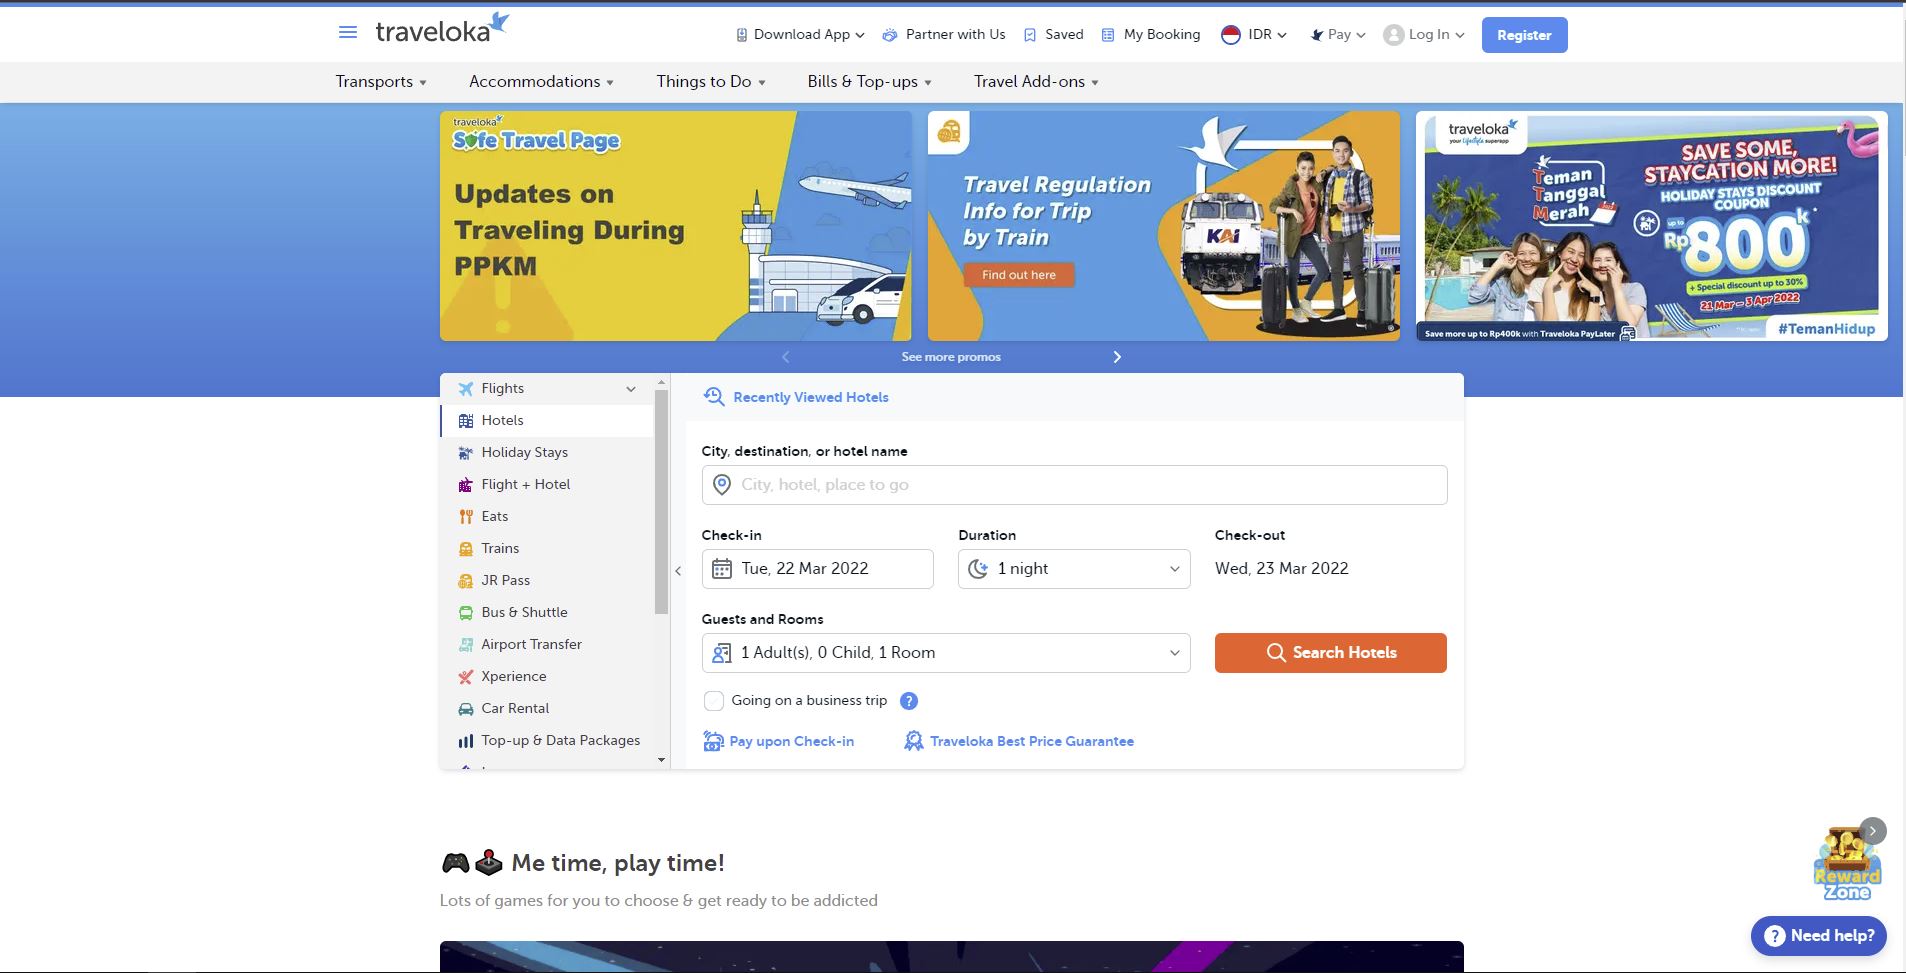 traveloka
Download App
Partner with Us
Saved
My Booking
IDR
Pay
Log In
Register
Transports
Accommodations
Things to Do
Bills & Top-ups
Travel Add-ons
traveloka
Safe Travel Page
Updates on
Traveling During
PPKM
Travel Regulation
Info for Trip
by Train
Find out here
KAI
traveloka
your lifestyle superapp
Teman
Tanggal
Merah
SAVE SOME,
STAYCATION MORE!
HOLIDAY STAYS DISCOUNT
COUPON
up to
Rp800k*
+ Special discount up to 30%
21 Mar – 3 Apr 2022
Save more up to Rp400k with Traveloka PayLater
#TemanHidup
See more promos
Flights
Hotels
Holiday Stays
Flight + Hotel
Eats
Trains
JR Pass
Bus & Shuttle
Airport Transfer
Xperience
Car Rental
Top-up & Data Packages
Recently Viewed Hotels
City, destination, or hotel name
City, hotel, place to go
Check-in
Duration
Check-out
Tue, 22 Mar 2022
1 night
Wed, 23 Mar 2022
Guests and Rooms
1 Adult(s), 0 Child, 1 Room
Search Hotels
Going on a business trip ?
Pay upon Check-in
Traveloka Best Price Guarantee
Me time, play time!
Lots of games for you to choose & get ready to be addicted
Reward
Zone
? Need help?